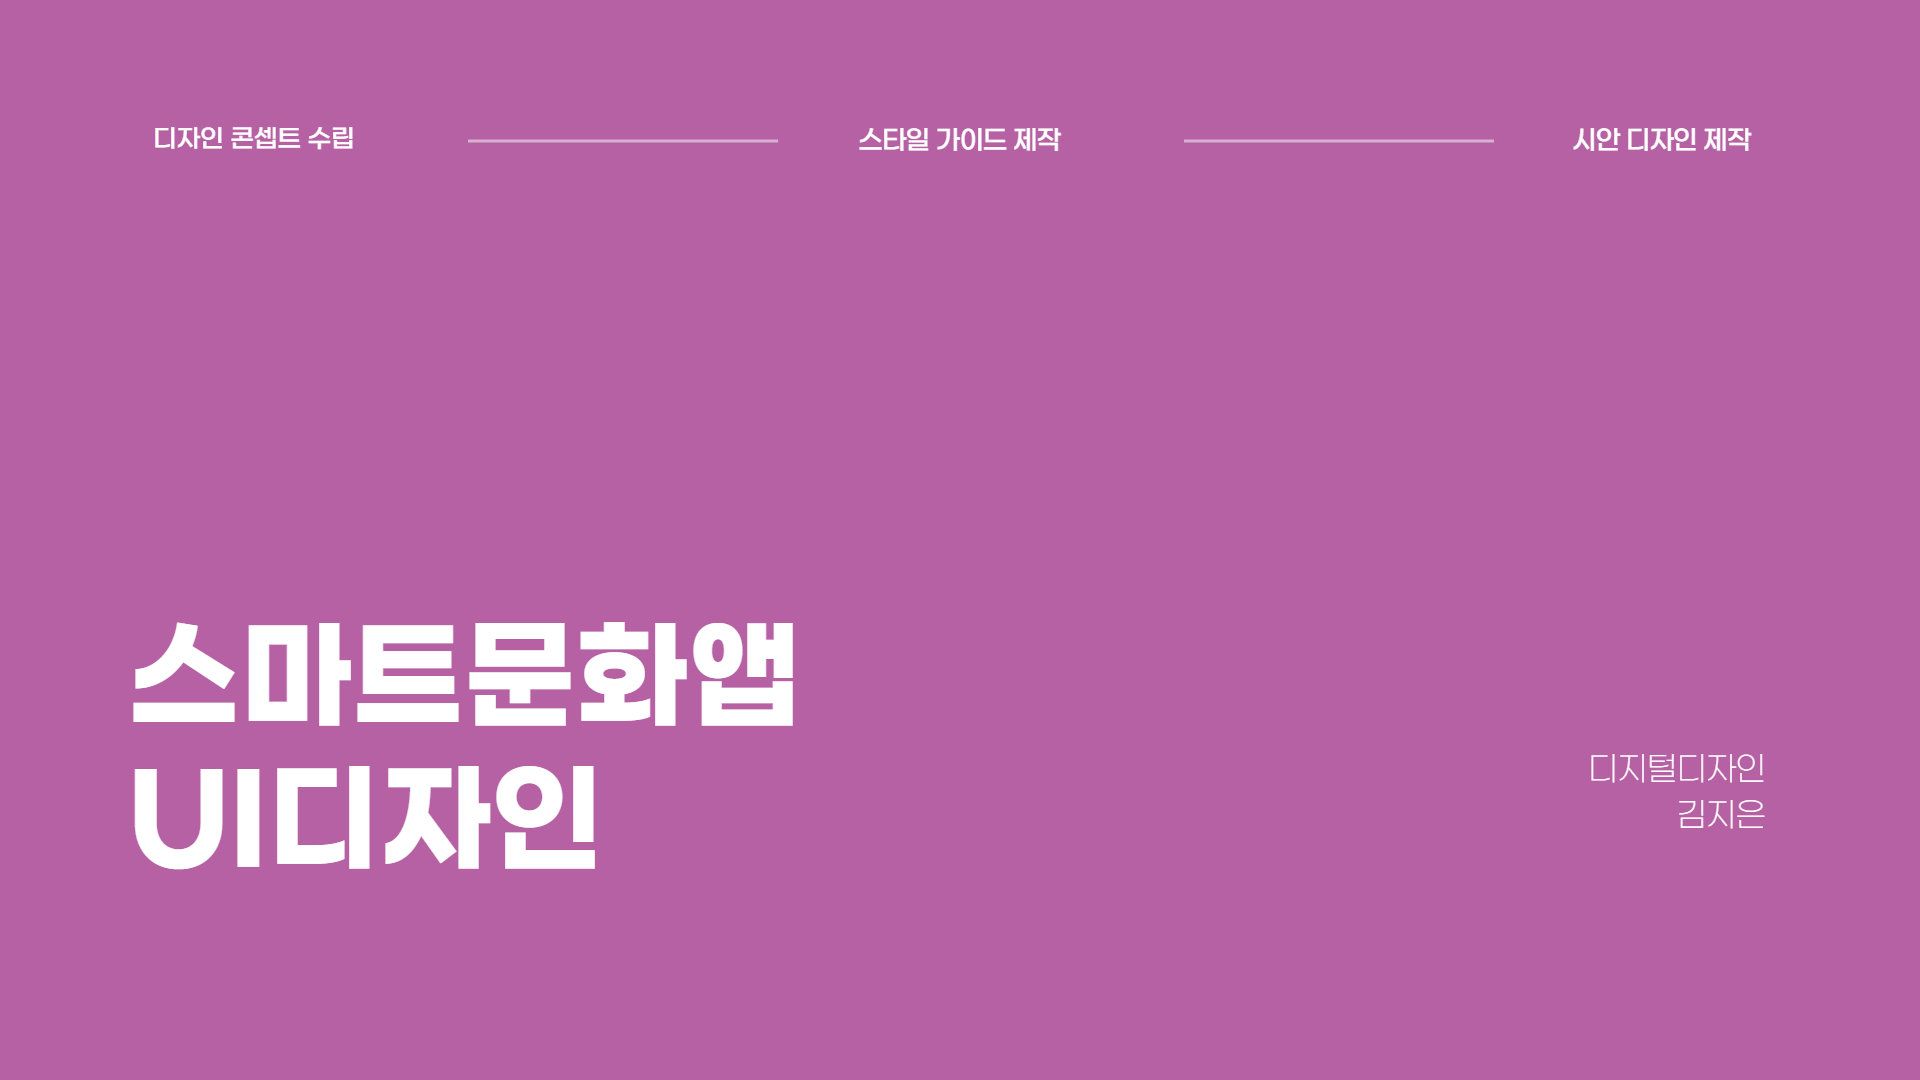 디자인 콘셉트 수립
스타일 가이드 제작
시안 디자인 제작
스마트문화앱
UI디자인
디지털디자인
김지은